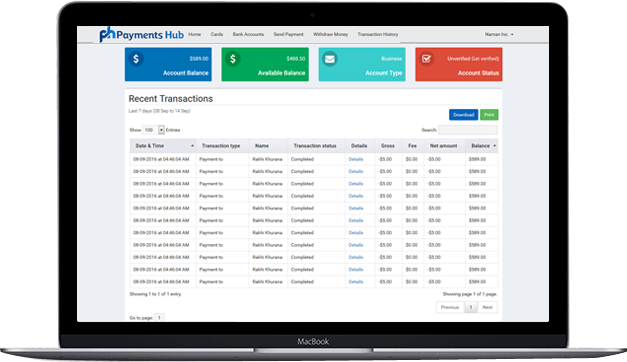 Payments Hub Home Cards Bank Accounts Send Payment Withdraw Money Transaction History Naman Inc.
$589.00 $488.50 Business Unverified Get verified)
Account Balance Available Balance Account Type Account Status
Recent Transactions
Last 7 days (08 Sep to 14 Sep)
Download Print
Show 100 Entries Search:
Date & Time Transaction type Name Transaction status Details Gross Fee Net amount Balance
08-09-2016 at 04:46:04 AM Payment to Rakhi Khurana Completed Details -$5.00 $0.00 -$5.00 $589.00
08-09-2016 at 04:46:04 AM Payment to Rakhi Khurana Completed Details -$5.00 $0.00 -$5.00 $589.00
08-09-2016 at 04:46:04 AM Payment to Rakhi Khurana Completed Details -$5.00 $0.00 -$5.00 $589.00
08-09-2016 at 04:46:04 AM Payment to Rakhi Khurana Completed Details -$5.00 $0.00 -$5.00 $589.00
08-09-2016 at 04:46:04 AM Payment to Rakhi Khurana Completed Details -$5.00 $0.00 -$5.00 $589.00
08-09-2016 at 04:46:04 AM Payment to Rakhi Khurana Completed Details -$5.00 $0.00 -$5.00 $589.00
08-09-2016 at 04:46:04 AM Payment to Rakhi Khurana Completed Details -$5.00 $0.00 -$5.00 $589.00
08-09-2016 at 04:46:04 AM Payment to Rakhi Khurana Completed Details -$5.00 $0.00 -$5.00 $589.00
08-09-2016 at 04:46:04 AM Payment to Rakhi Khurana Completed Details -$5.00 $0.00 -$5.00 $589.00
08-09-2016 at 04:46:04 AM Payment to Rakhi Khurana Completed Details -$5.00 $0.00 -$5.00 $589.00
08-09-2016 at 04:46:04 AM Payment to Rakhi Khurana Completed Details -$5.00 $0.00 -$5.00 $589.00
Showing 1 to 1 of 1 entry. Showing page 1 of 1 page.
Previous 1 Next
Go to page: 1
MacBook